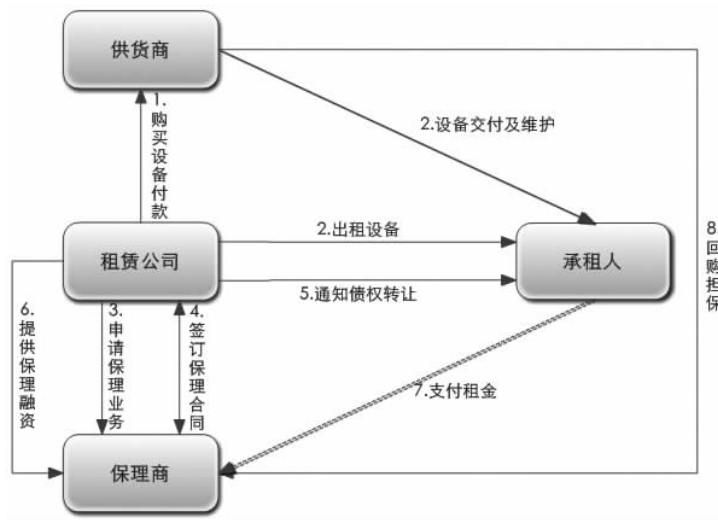 供货商
1.购买设备付款
2.设备交付及维护
租赁公司
2.出租设备
承租人
5.通知债权转让
8.回购担保
6.提供保理融资
3.申请保理业务
4.签订保理合同
7.支付租金
保理商